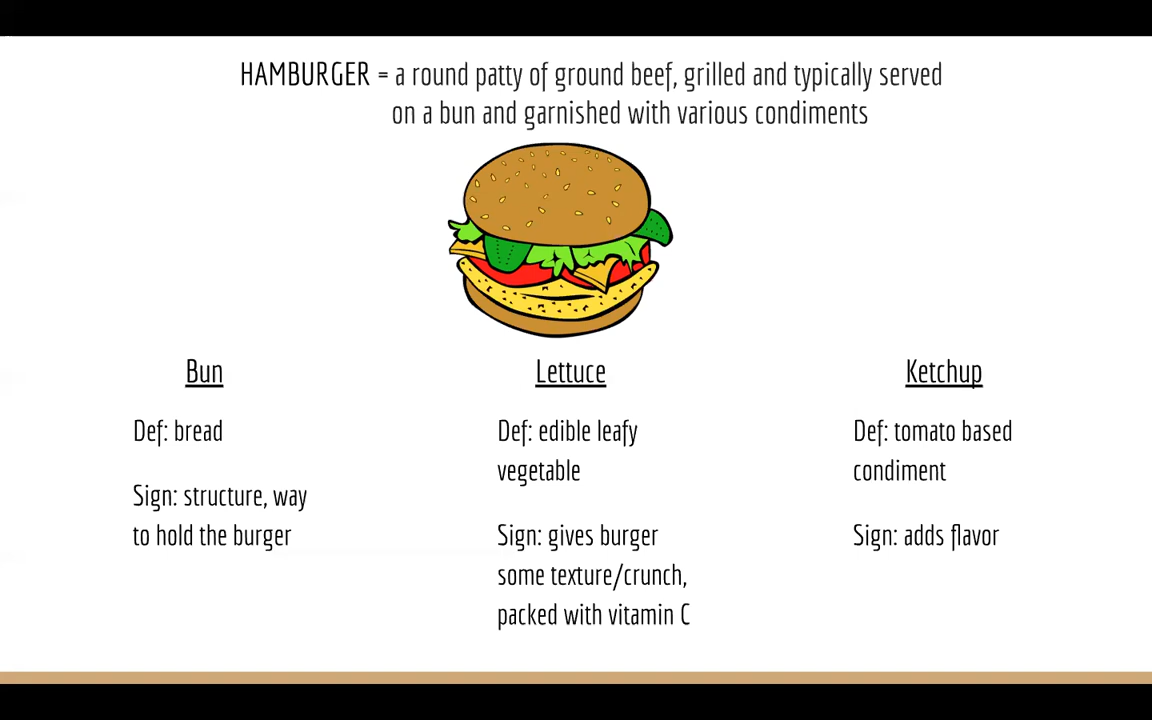 HAMBURGER = a round patty of ground beef, grilled and typically served
on a bun and garnished with various condiments
Bun
Def: bread
Sign: structure, way
to hold the burger
Lettuce
Def: edible leafy
vegetable
Sign: gives burger
some texture/crunch,
packed with vitamin C
Ketchup
Def: tomato based
condiment
Sign: adds flavor